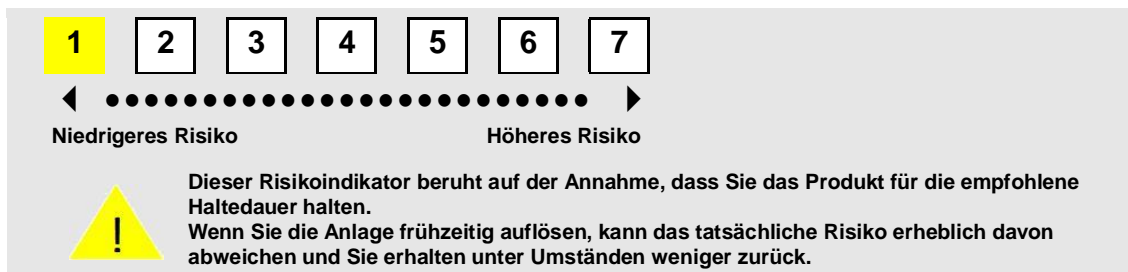 1 2 3 4 5 6 7
Niedrigeres Risiko Höheres Risiko
Dieser Risikoindikator beruht auf der Annahme, dass Sie das Produkt für die empfohlene
Haltedauer halten.
Wenn Sie die Anlage frühzeitig auflösen, kann das tatsächliche Risiko erheblich davon
abweichen und Sie erhalten unter Umständen weniger zurück.
!